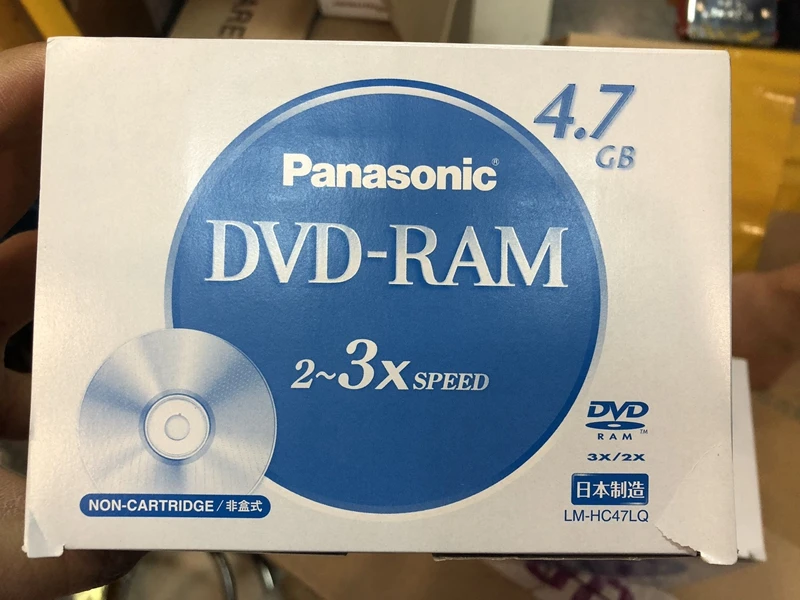 4.7
GB
Panasonic®
DVD-RAM
2~3x SPEED
DVD
RAM™
3X/2X
NON-CARTRIDGE / 非盒式
日本制造
LM-HC47LQ